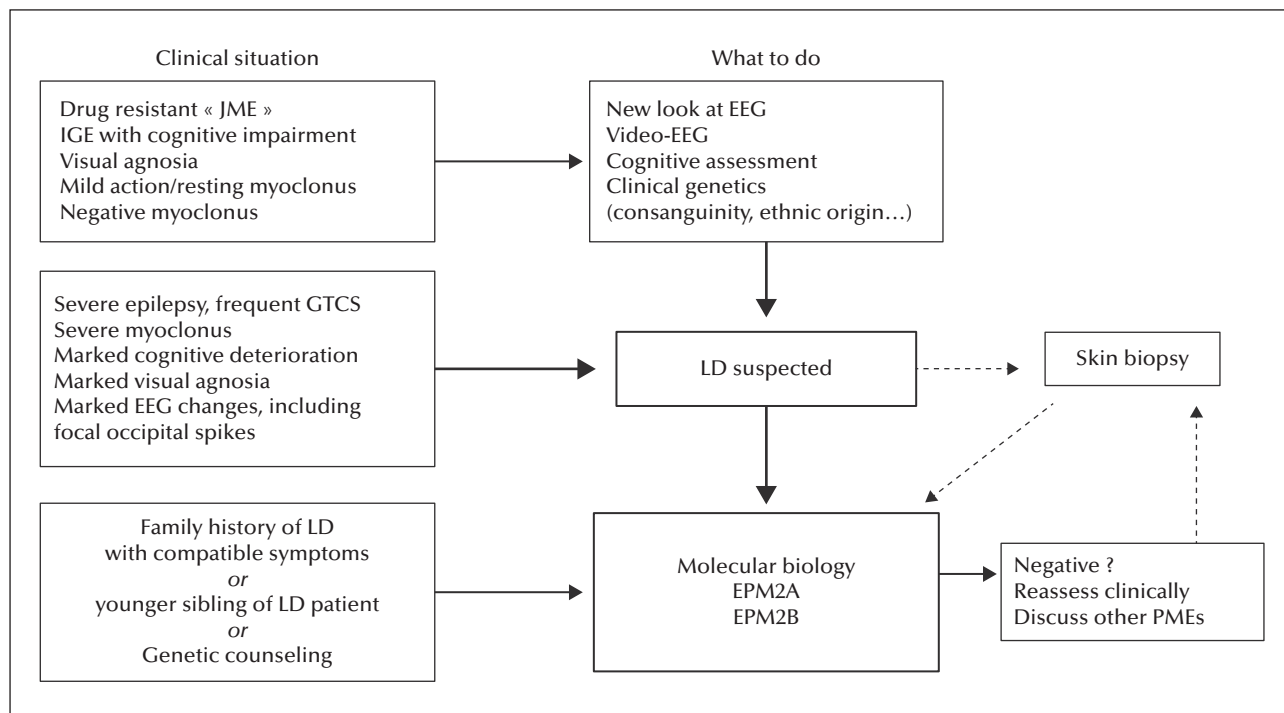 Clinical situation
What to do
Drug resistant « JME »
IGE with cognitive impairment
Visual agnosia
Mild action/resting myoclonus
Negative myoclonus
New look at EEG
Video-EEG
Cognitive assessment
Clinical genetics
(consanguinity, ethnic origin…)
Severe epilepsy, frequent GTCS
Severe myoclonus
Marked cognitive deterioration
Marked visual agnosia
Marked EEG changes, including
focal occipital spikes
LD suspected
Skin biopsy
Family history of LD
with compatible symptoms
or
younger sibling of LD patient
or
Genetic counseling
Molecular biology
EPM2A
EPM2B
Negative ?
Reassess clinically
Discuss other PMEs